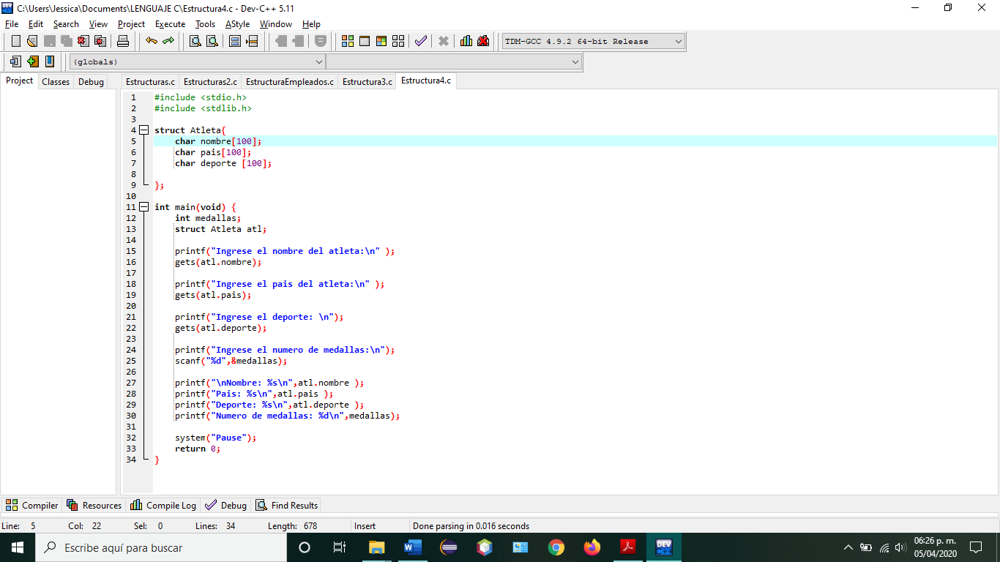 C:\Users\Jessica\Documents\LENGUAJE C\Estructura4.c - Dev-C++ 5.11
File Edit Search View Project Execute Tools AStyle Window Help
TDM-GCC 4.9.2 64-bit Release
(globals)
Project Classes Debug
Estructuras.c Estructuras2.c EstructuraEmpleados.c Estructura3.c Estructura4.c
1 #include <stdio.h>
2 #include <stdlib.h>
3
4 struct Atleta{
5 char nombre[100];
6 char pais[100];
7 char deporte [100];
8
9 };
10
11 int main(void) {
12 int medallas;
13 struct Atleta atl;
14
15 printf("Ingrese el nombre del atleta:\n" );
16 gets(atl.nombre);
17
18 printf("Ingrese el pais del atleta:\n" );
19 gets(atl.pais);
20
21 printf("Ingrese el deporte: \n");
22 gets(atl.deporte);
23
24 printf("Ingrese el numero de medallas:\n");
25 scanf("%d",&medallas);
26
27 printf("\nNombre: %s\n",atl.nombre );
28 printf("Pais: %s\n",atl.pais );
29 printf("Deporte: %s\n",atl.deporte );
30 printf("Numero de medallas: %d\n",medallas);
31
32 system("Pause");
33 return 0;
34 }
Compiler Resources Compile Log Debug Find Results
Line: 5 Col: 22 Sel: 0 Lines: 34 Length: 678 Insert Done parsing in 0.016 seconds
Escribe aquí para buscar
06:26 p. m.
05/04/2020